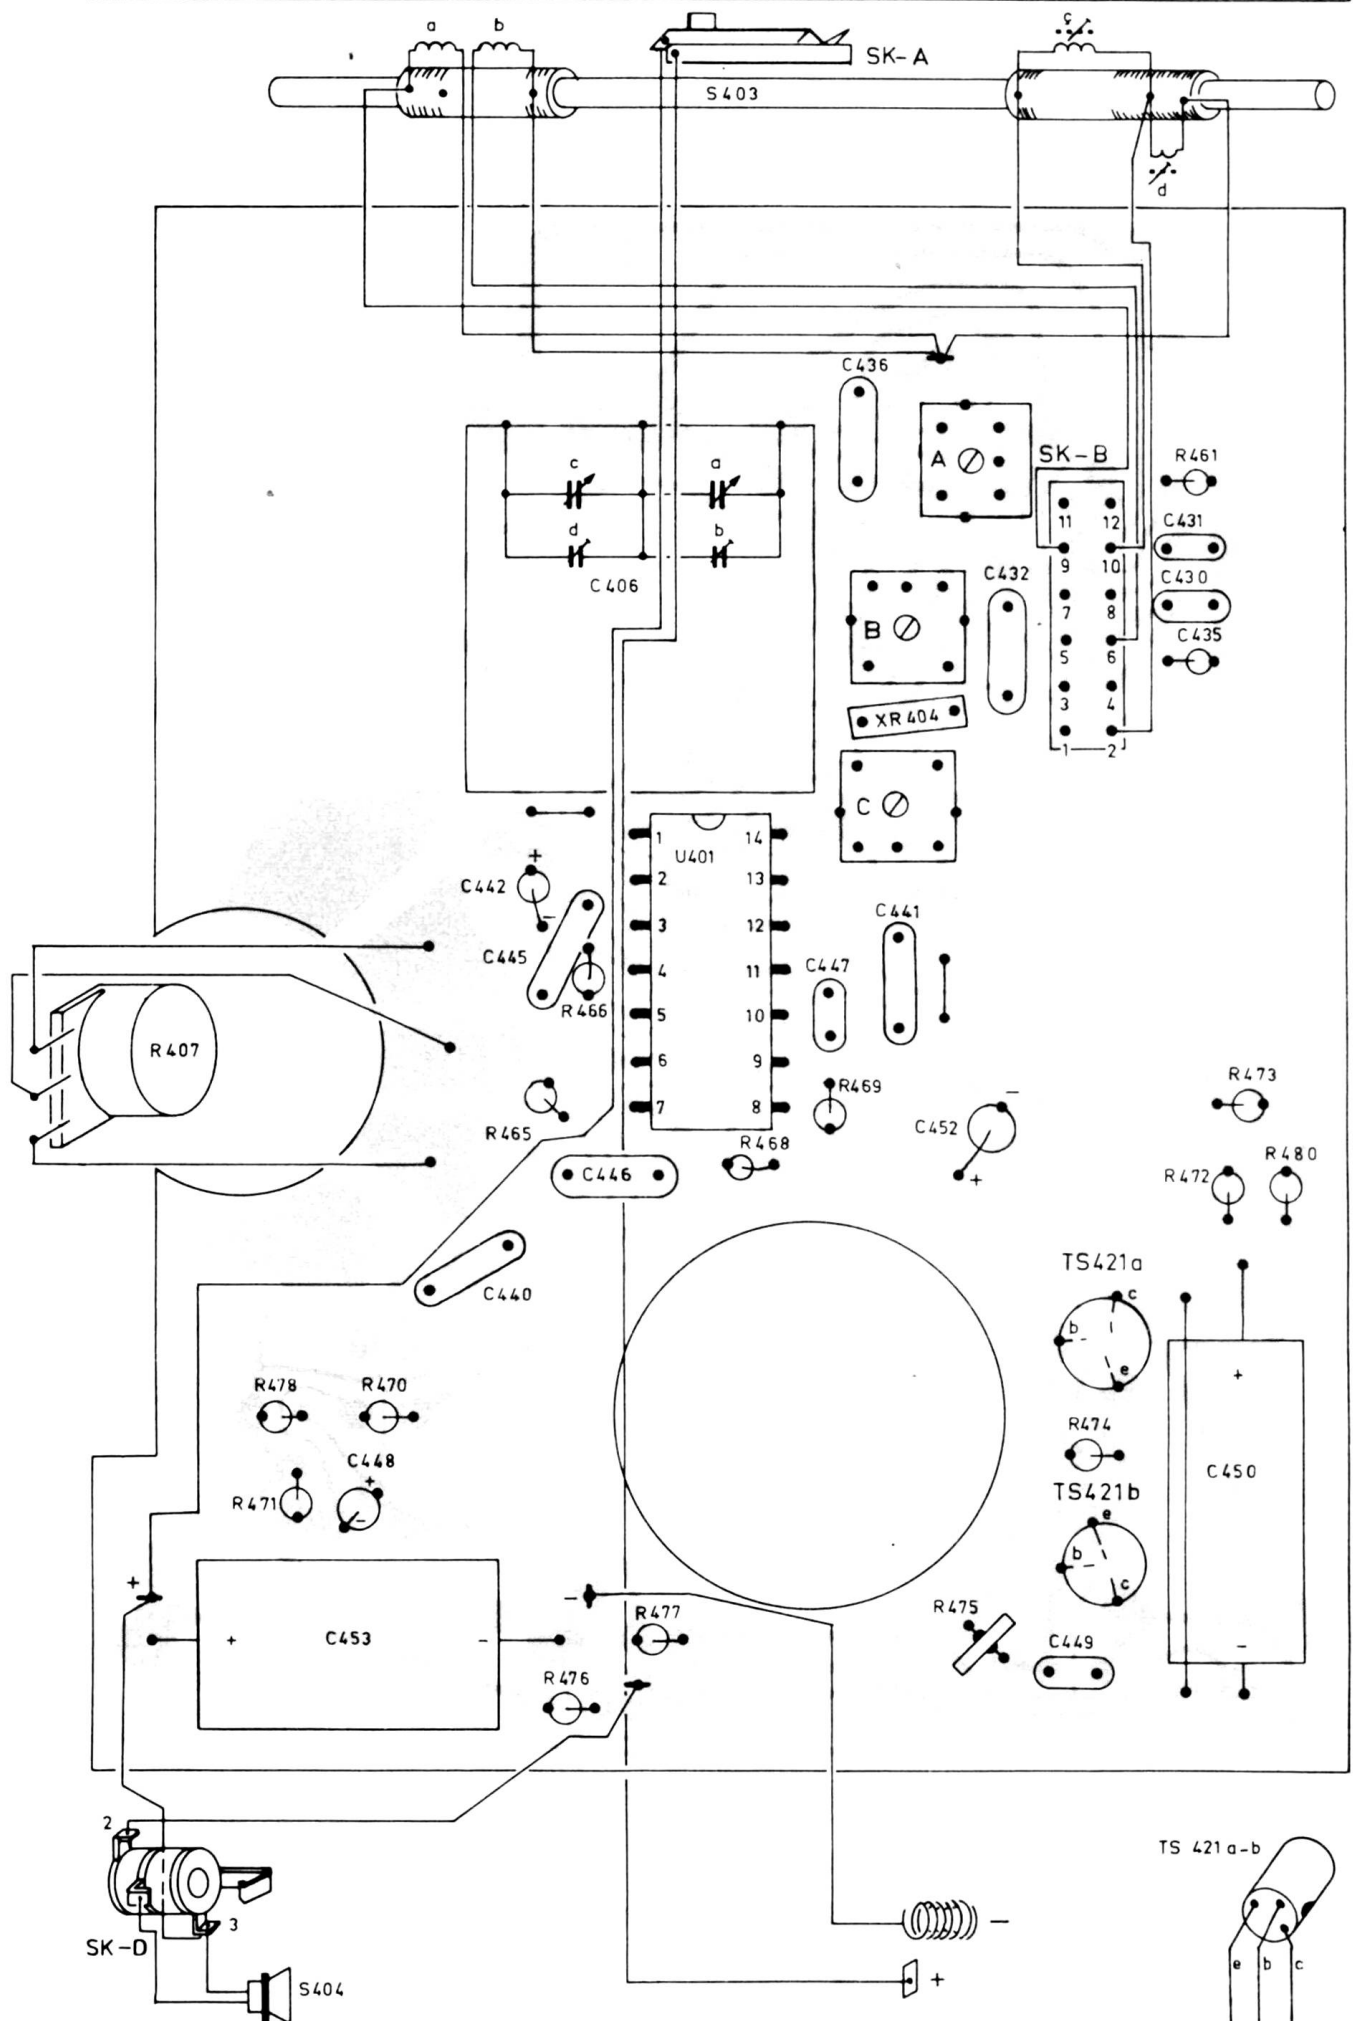 a b
SK-A
c
S403
d
C436
A
SK-B
R461
c a
d b
C406
11 12
9 10
7 8
5 6
3 4
1 2
C431
C430
C435
C432
B
XR404
C
U401
1 14
2 13
3 12
4 11
5 10
6 9
7 8
+
C442
-
C445
R466
C441
C447
R407
R465
R469
R468
C446
-
C452
+
R473
R472
R480
C440
TS421a
c
b
e
R478
R470
R474
C448
+
-
R471
TS421b
e
b
c
+
C450
-
+
+ C453 -
-
R477
R476
R475
C449
2
3
SK-D
S404
-
+
TS 421 a-b
e b c